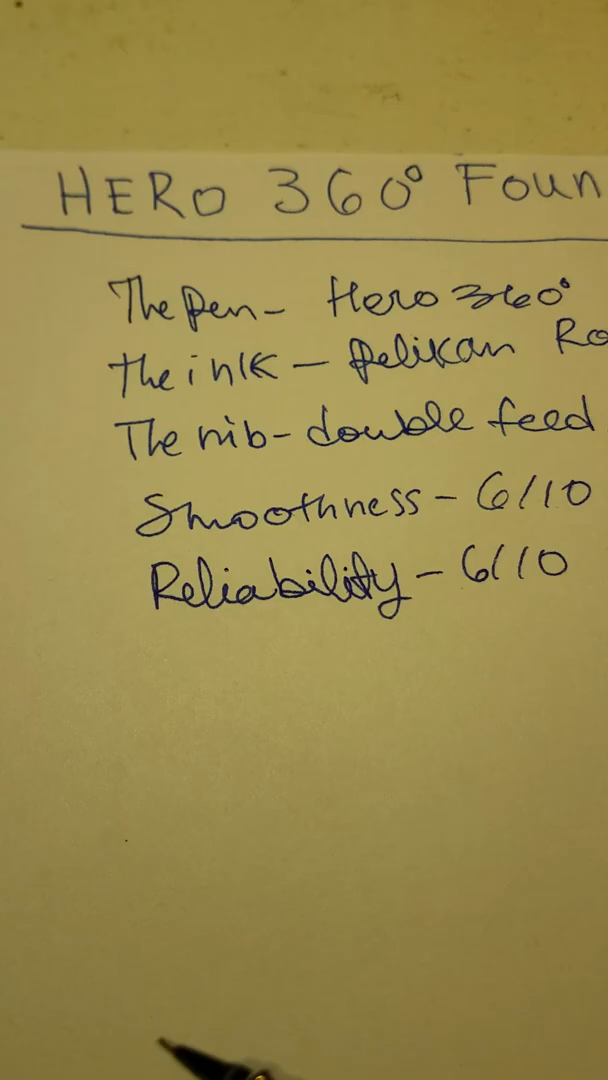 HERO 360° Foun
The Pen- Hero 360°
The ink - Pelikan Ro
The nib- double feed
Smoothness - 6/10
Reliability - 6/10